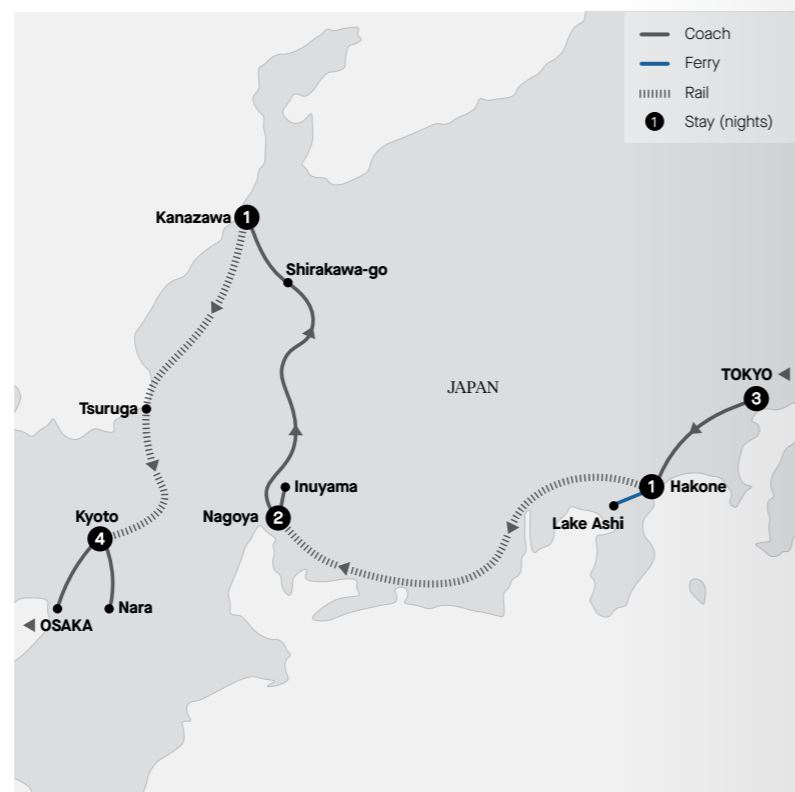 Coach
Ferry
Rail
1 Stay (nights)
Kanazawa 1
Shirakawa-go
JAPAN
TOKYO
3
Tsuruga
Inuyama
1 Hakone
Nagoya 2
Lake Ashi
Kyoto
4
Nara
OSAKA